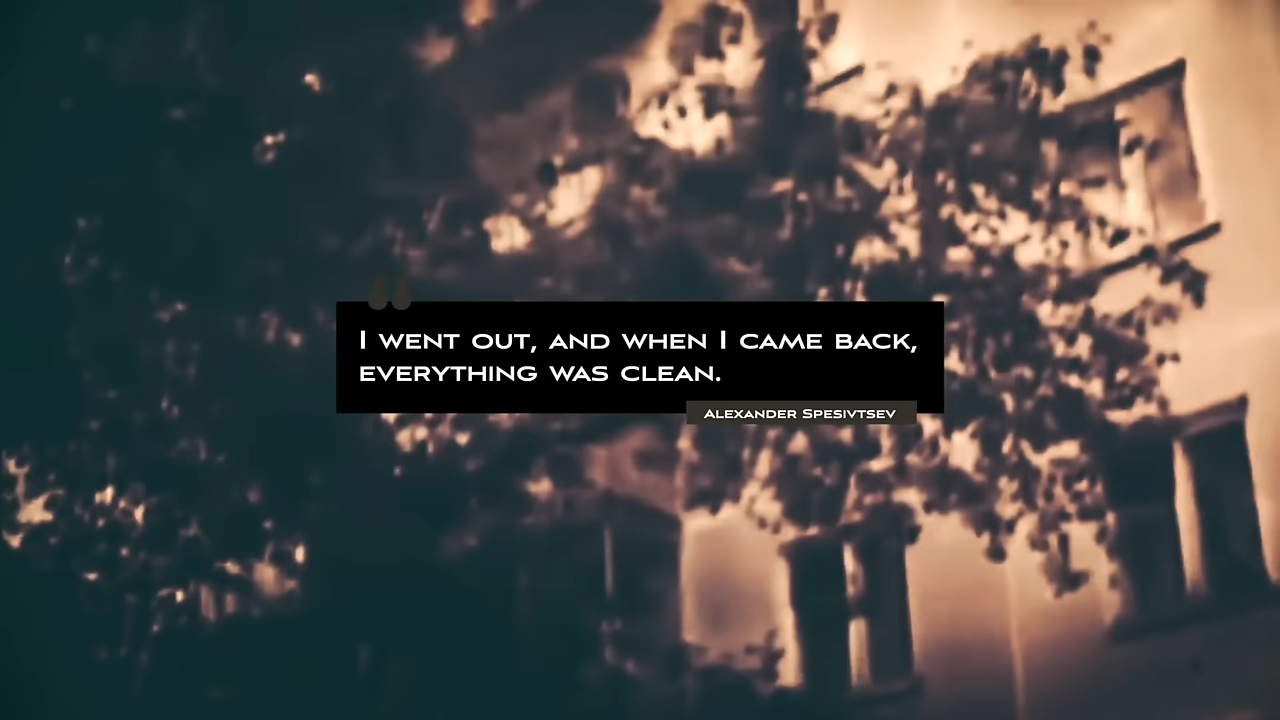 “
I went out, and when I came back,
everything was clean.
Alexander Spesivtsev